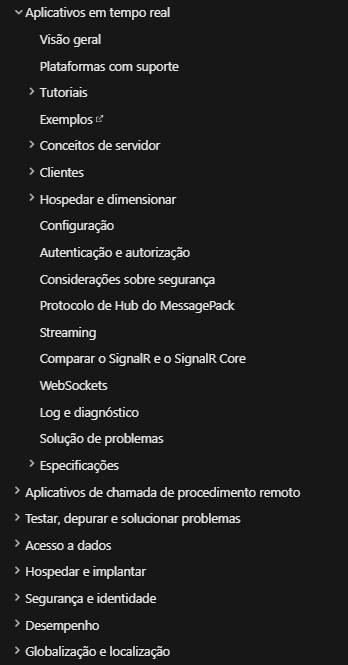 Aplicativos em tempo real
Visão geral
Plataformas com suporte
Tutoriais
Exemplos
Conceitos de servidor
Clientes
Hospedar e dimensionar
Configuração
Autenticação e autorização
Considerações sobre segurança
Protocolo de Hub do MessagePack
Streaming
Comparar o SignalR e o SignalR Core
WebSockets
Log e diagnóstico
Solução de problemas
Especificações
Aplicativos de chamada de procedimento remoto
Testar, depurar e solucionar problemas
Acesso a dados
Hospedar e implantar
Segurança e identidade
Desempenho
Globalização e localização